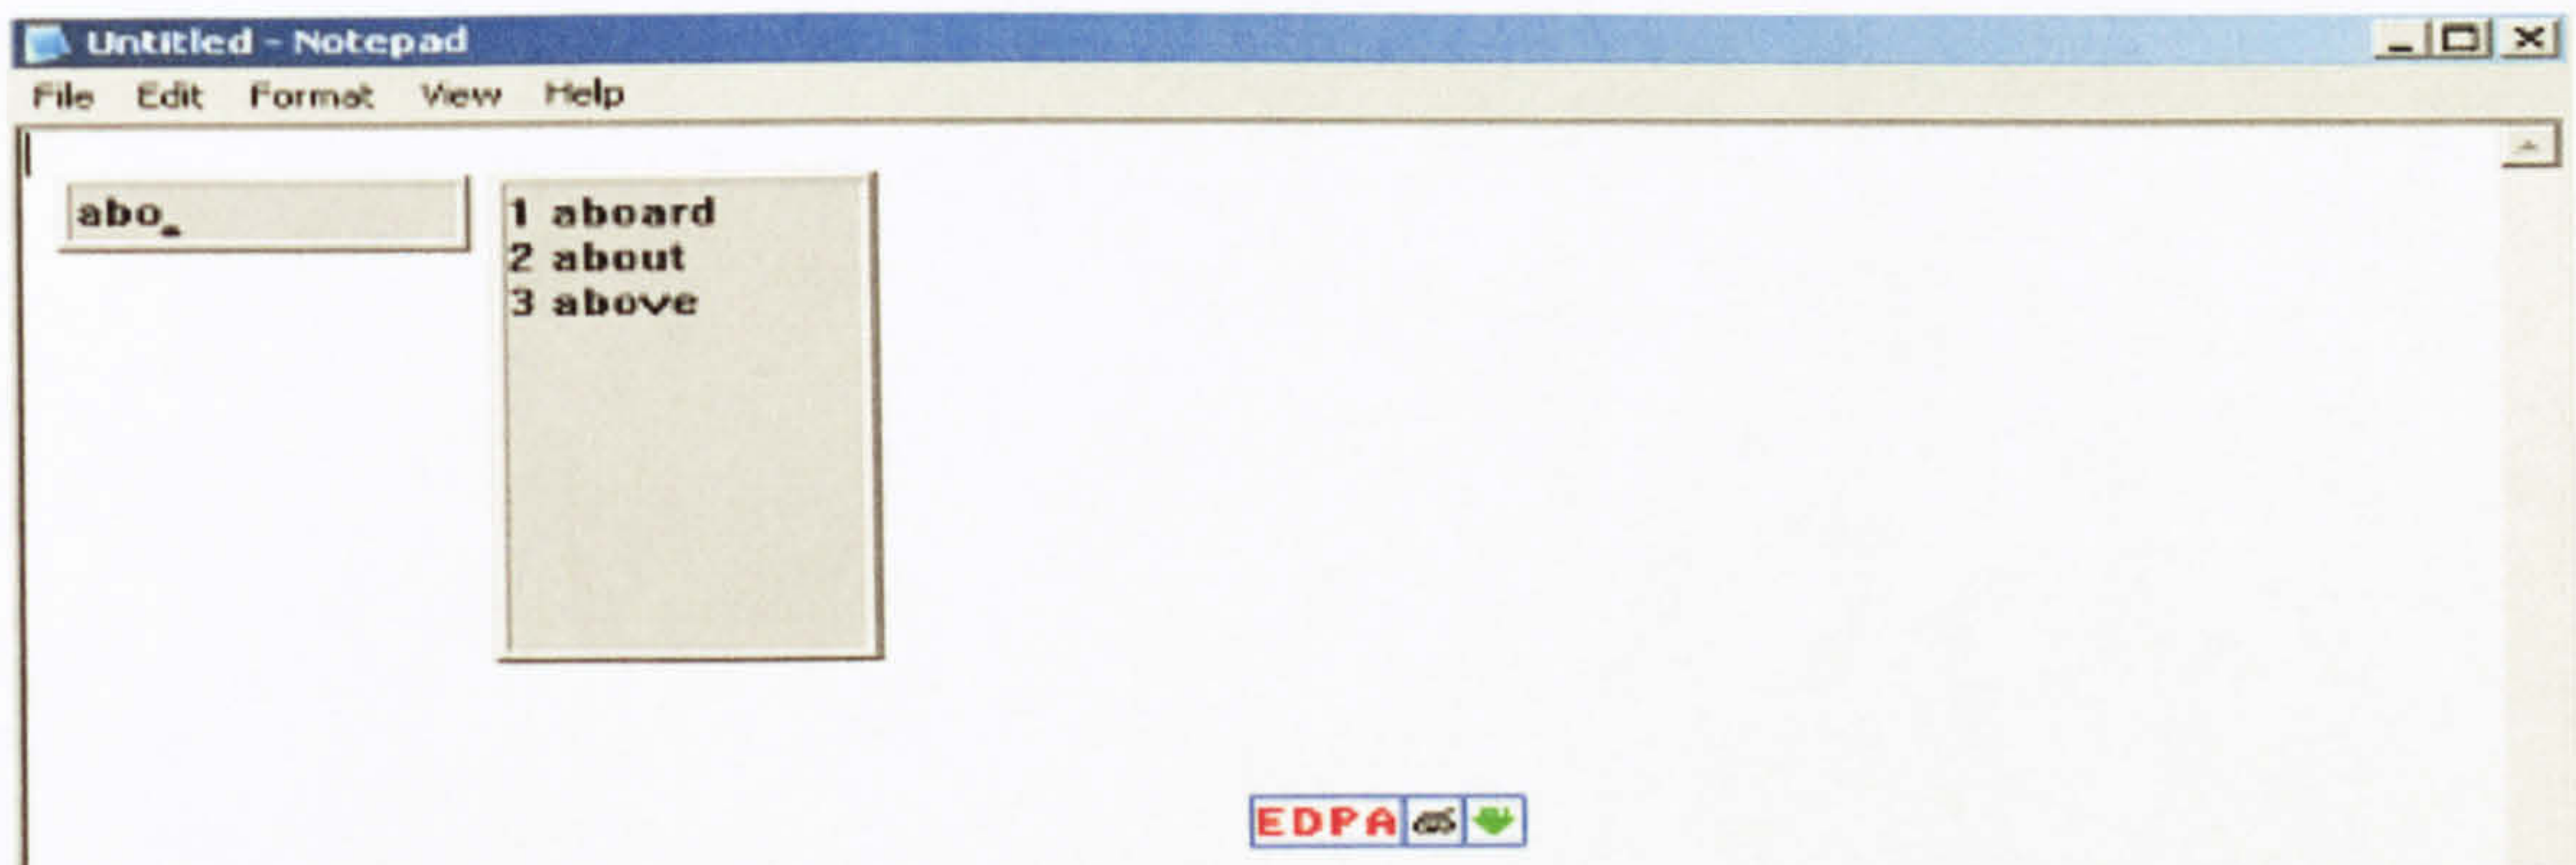 Untitled - Notepad
File Edit Format View Help
abo_
1 aboard
2 about
3 above
EDPA